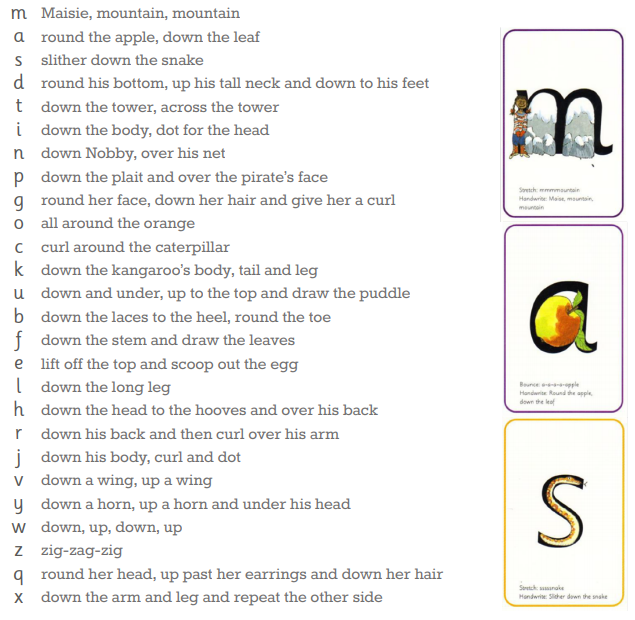 m Maisie, mountain, mountain
a round the apple, down the leaf
s slither down the snake
d round his bottom, up his tall neck and down to his feet
t down the tower, across the tower
i down the body, dot for the head
n down Nobby, over his net
p down the plait and over the pirate's face
g round her face, down her hair and give her a curl
o all around the orange
c curl around the caterpillar
k down the kangaroo's body, tail and leg
u down and under, up to the top and draw the puddle
b down the laces to the heel, round the toe
f down the stem and draw the leaves
e lift off the top and scoop out the egg
l down the long leg
h down the head to the hooves and over his back
r down his back and then curl over his arm
j down his body, curl and dot
v down a wing, up a wing
y down a horn, up a horn and under his head
w down, up, down, up
z zig-zag-zig
q round her head, up past her earrings and down her hair
x down the arm and leg and repeat the other side
m
Stretch: mmmmountain
Handwrite: Maisie, mountain,
mountain
a
Bounce: a-a-a-a-apple
Handwrite: Round the apple,
down the leaf
s
Stretch: sssssnake
Handwrite: Slither down the snake